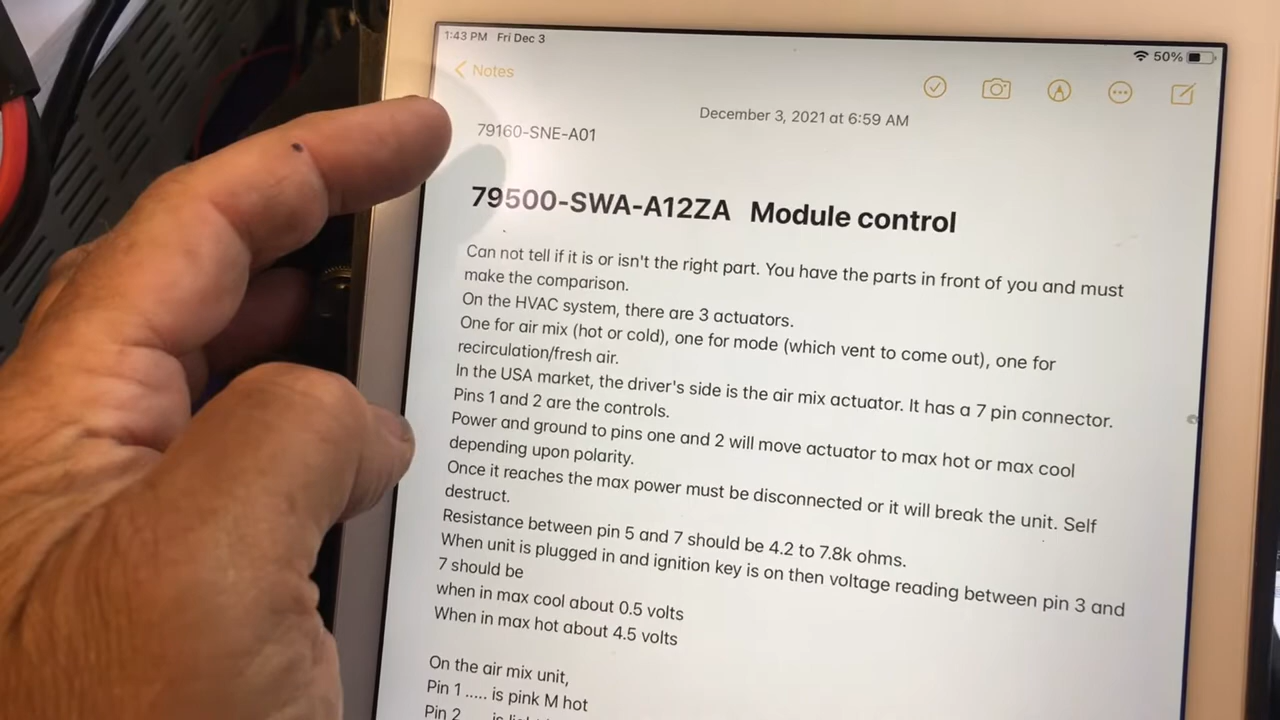 1:43 PM Fri Dec 3
50%
Notes
December 3, 2021 at 6:59 AM
79160-SNE-A01
79500-SWA-A12ZA Module control
Can not tell if it is or isn't the right part. You have the parts in front of you and must
make the comparison.
On the HVAC system, there are 3 actuators.
One for air mix (hot or cold), one for mode (which vent to come out), one for
recirculation/fresh air.
In the USA market, the driver's side is the air mix actuator. It has a 7 pin connector.
Pins 1 and 2 are the controls.
Power and ground to pins one and 2 will move actuator to max hot or max cool
depending upon polarity.
Once it reaches the max power must be disconnected or it will break the unit. Self
destruct.
Resistance between pin 5 and 7 should be 4.2 to 7.8k ohms.
When unit is plugged in and ignition key is on then voltage reading between pin 3 and
7 should be
when in max cool about 0.5 volts
When in max hot about 4.5 volts
On the air mix unit,
Pin 1 ..... is pink M hot
Pin 2